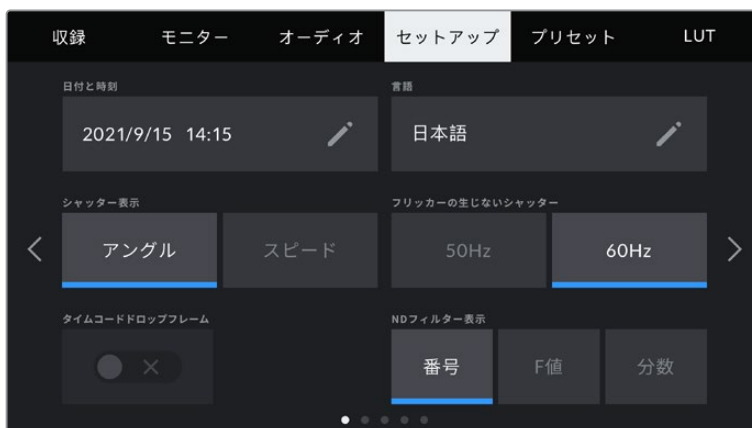 収録 モニター オーディオ セットアップ プリセット LUT
日付と時刻 言語
2021/9/15 14:15 日本語
シャッター表示 フリッカーの生じないシャッター
アングル スピード 50Hz 60Hz
タイムコードドロップフレーム NDフィルター表示
番号 F値 分数